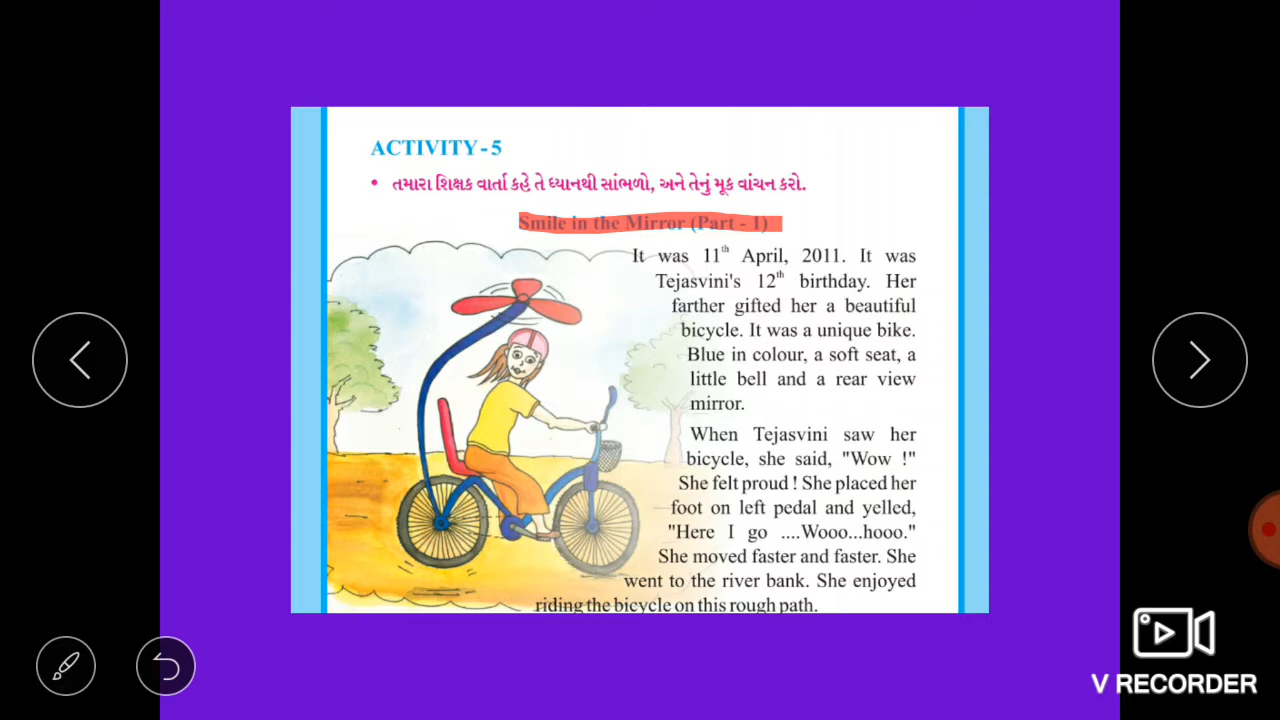 ACTIVITY - 5
• તમારા શિક્ષક વાર્તા કહે તે ધ્યાનથી સાંભળો, અને તેનું મૂક વાંચન કરો.
Smile in the Mirror (Part - 1)
It was 11th April, 2011. It was
Tejasvini's 12th birthday. Her
farther gifted her a beautiful
bicycle. It was a unique bike.
Blue in colour, a soft seat, a
little bell and a rear view
mirror.
When Tejasvini saw her
bicycle, she said, "Wow !"
She felt proud ! She placed her
foot on left pedal and yelled,
"Here I go ....Wooo...hooo."
She moved faster and faster. She
went to the river bank. She enjoyed
riding the bicycle on this rough path.
V RECORDER